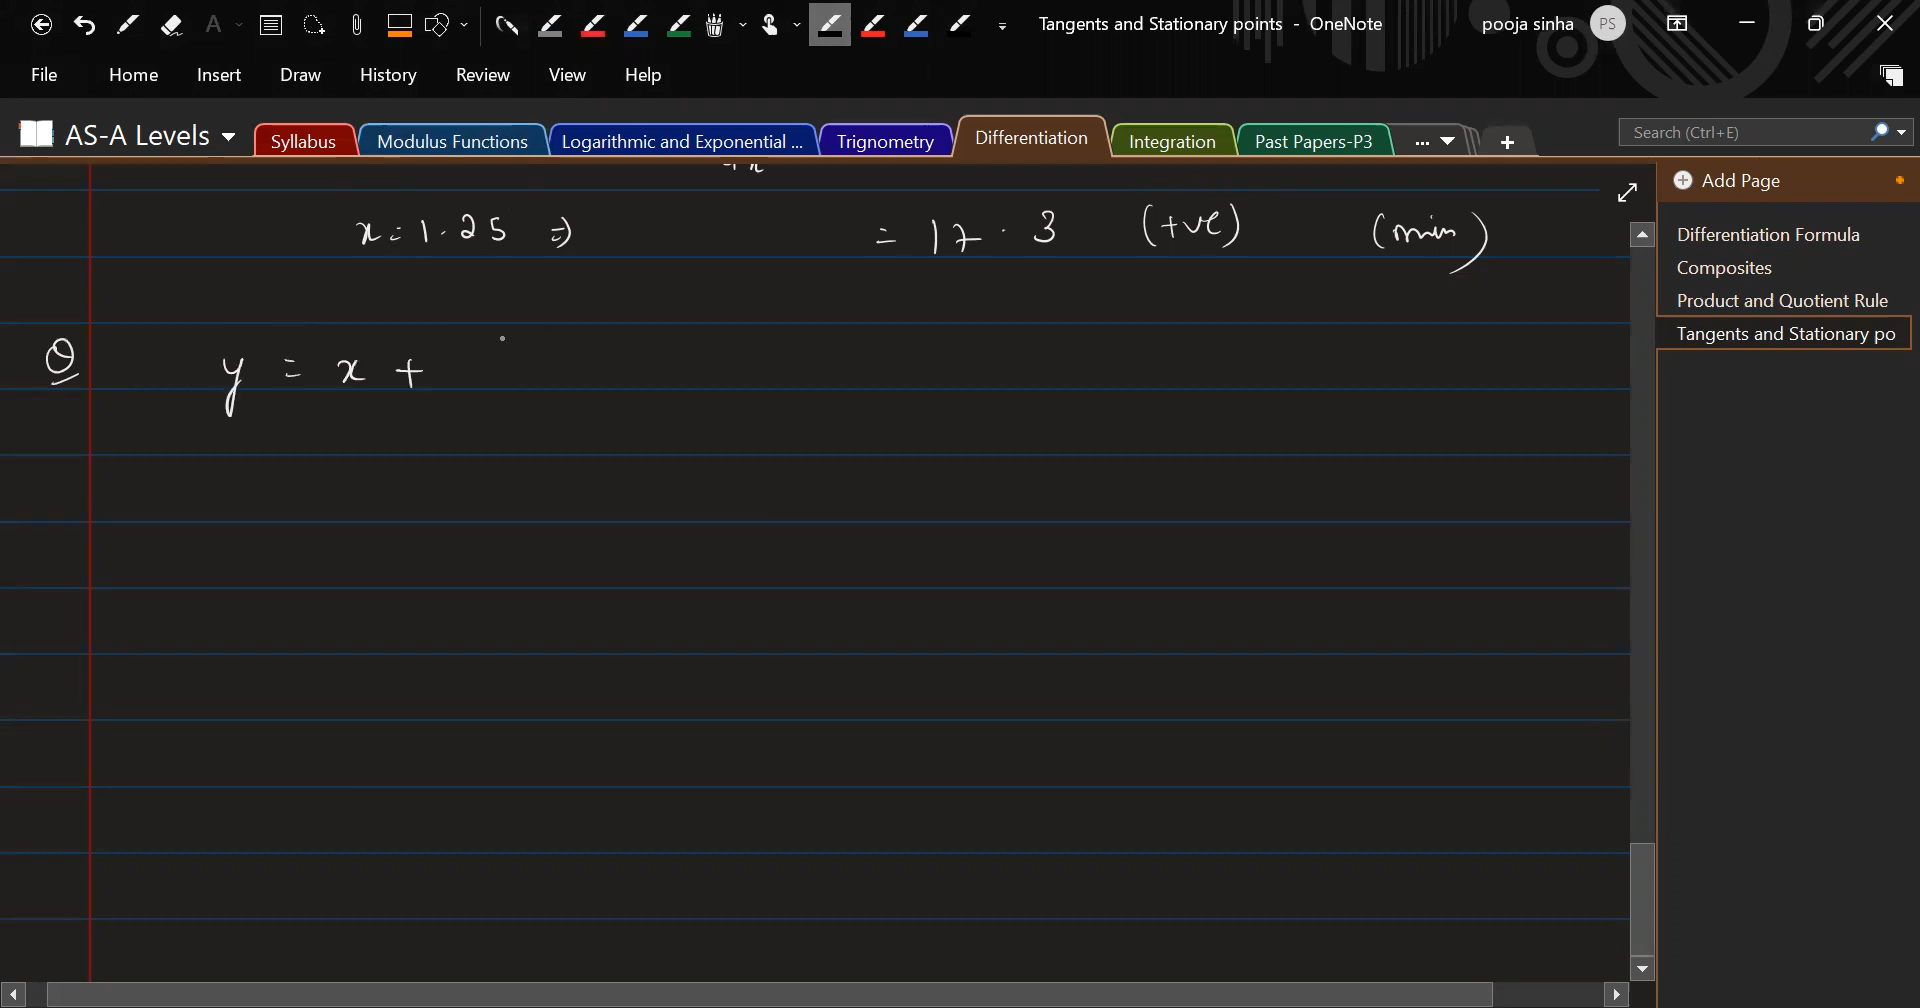 Tangents and Stationary points - OneNote
pooja sinha PS
File Home Insert Draw History Review View Help
AS-A Levels Syllabus Modulus Functions Logarithmic and Exponential ... Trignometry Differentiation Integration Past Papers-P3 ... + Search (Ctrl+E)
x = 1.25 ⇒ = 17.3 (+ve) (min)
Q y = x +
Add Page
Differentiation Formula
Composites
Product and Quotient Rule
Tangents and Stationary po